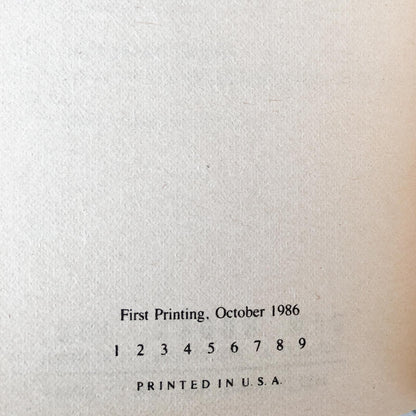 First Printing, October 1986
1 2 3 4 5 6 7 8 9
PRINTED IN U.S.A.